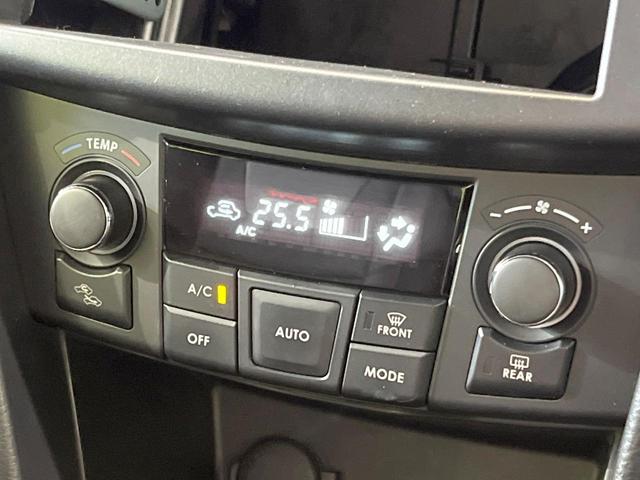 TEMP
25.5
A/C
- +
A/C
OFF
AUTO
FRONT
MODE
REAR